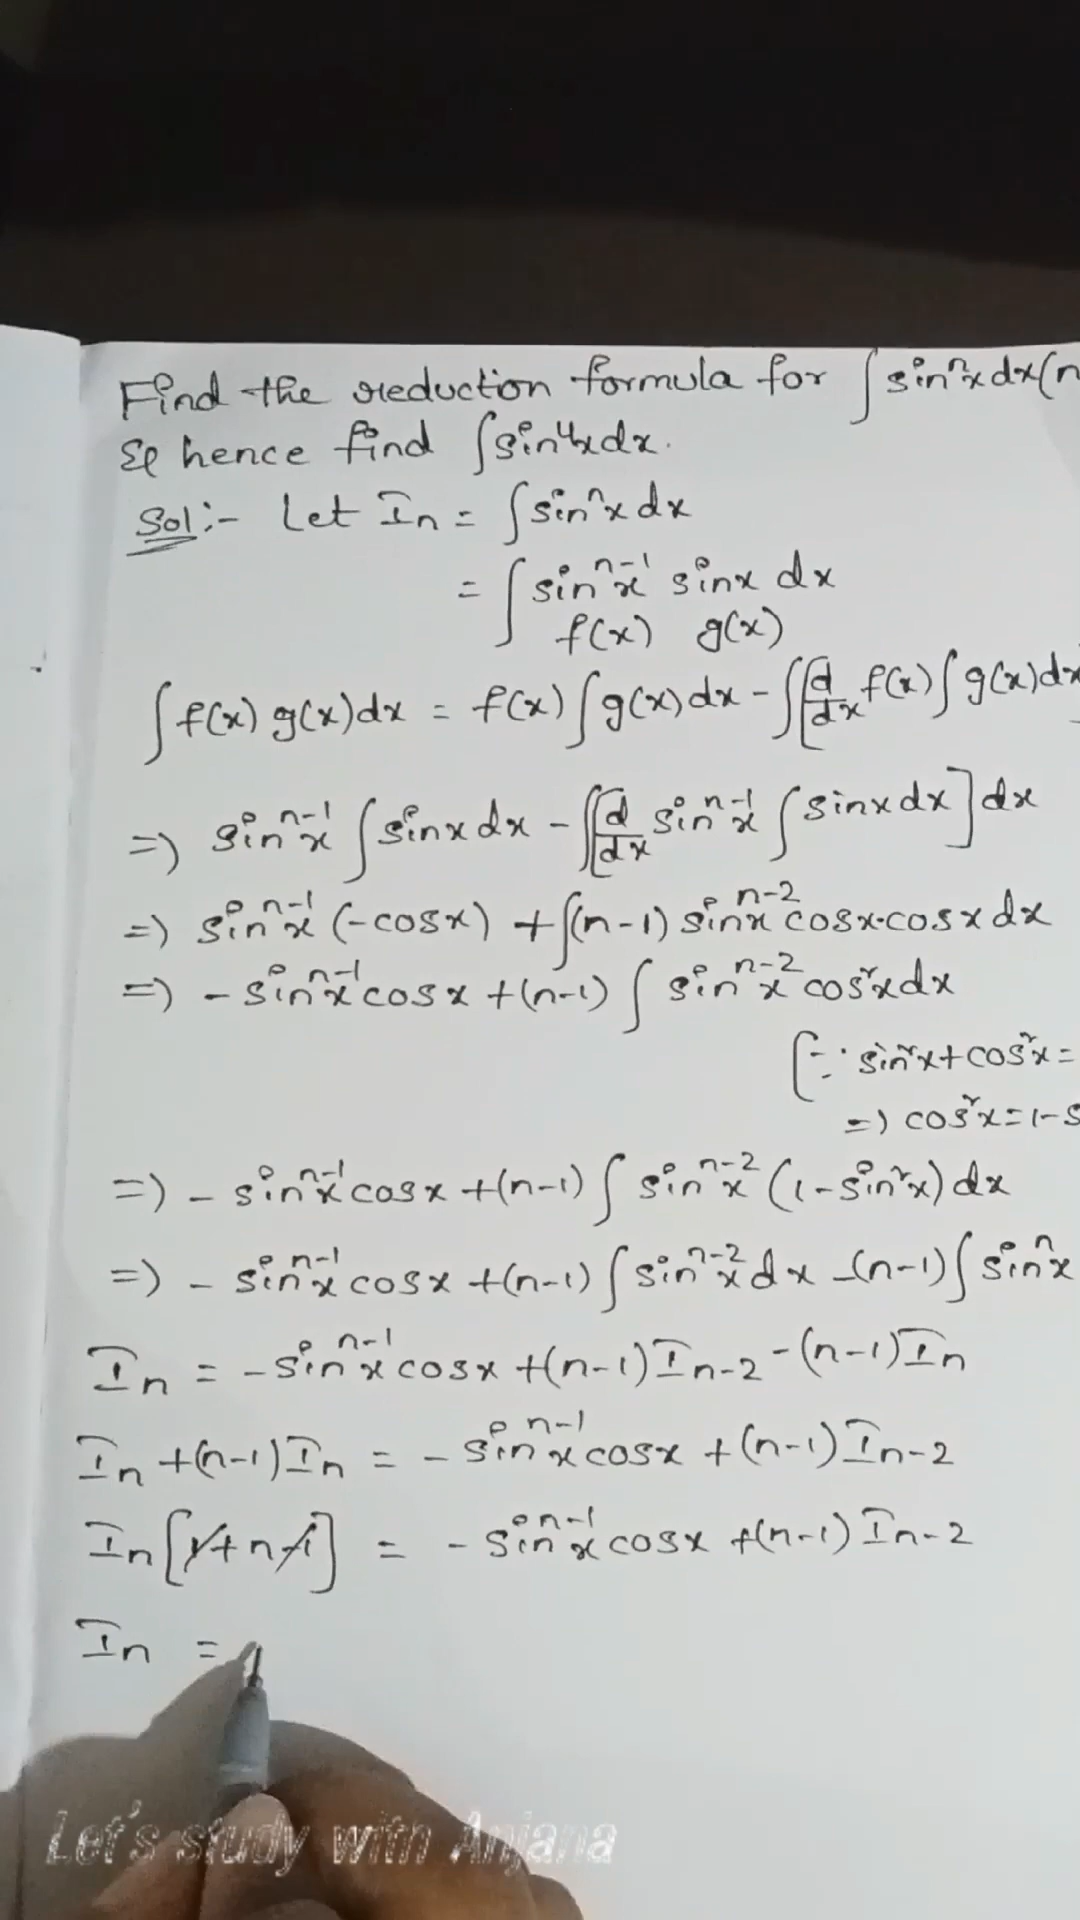 Find the reduction formula for ∫ sinⁿx dx (n
& hence find ∫ sin⁴x dx.
Sol:- Let In = ∫ sinⁿx dx
= ∫ sinⁿ⁻¹x sinx dx
f(x) g(x)
∫ f(x) g(x) dx = f(x) ∫ g(x) dx - ∫[d/dx f(x) ∫ g(x) dx
=) sinⁿ⁻¹x ∫ sinx dx - ∫[d/dx sinⁿ⁻¹x ∫ sinx dx] dx
=) sinⁿ⁻¹x (-cosx) + ∫(n-1) sinⁿ⁻²x cosx·cosx dx
=) - sinⁿ⁻¹x cosx + (n-1) ∫ sinⁿ⁻²x cos²x dx
[∵ sin²x + cos²x =
=) cos²x = 1-s
=) - sinⁿ⁻¹x cosx + (n-1) ∫ sinⁿ⁻²x (1 - sin²x) dx
=) - sinⁿ⁻¹x cosx + (n-1) ∫ sinⁿ⁻²x dx - (n-1) ∫ sinⁿx
In = - sinⁿ⁻¹x cosx + (n-1) In-2 - (n-1) In
In + (n-1) In = - sinⁿ⁻¹x cosx + (n-1) In-2
In [1 + n - 1] = - sinⁿ⁻¹x cosx + (n-1) In-2
In =
Let's study with Anjana